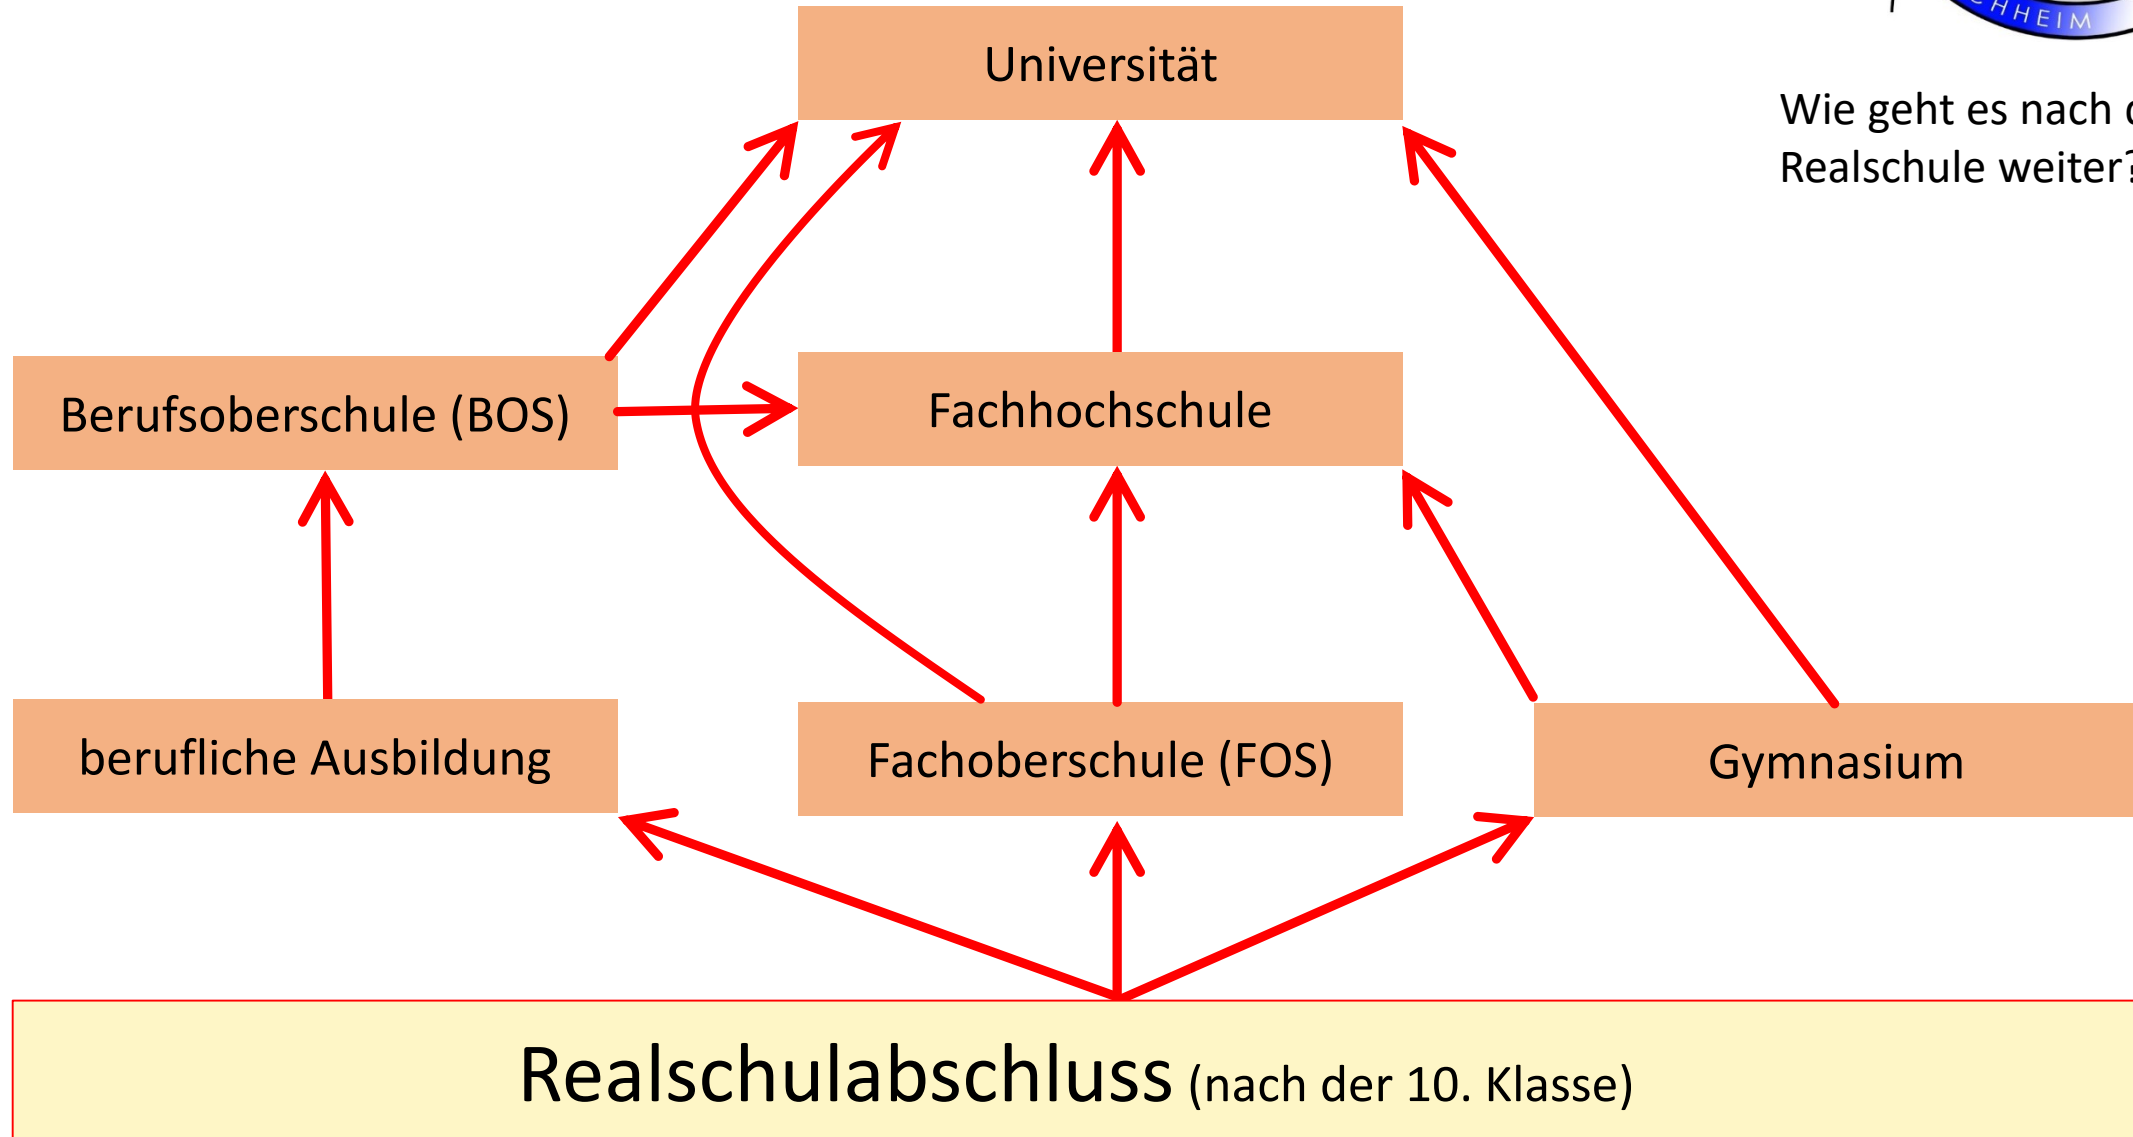 Universität
Wie geht es nach
Realschule weiter?
Berufsoberschule (BOS)
Fachhochschule
berufliche Ausbildung
Fachoberschule (FOS)
Gymnasium
Realschulabschluss (nach der 10. Klasse)